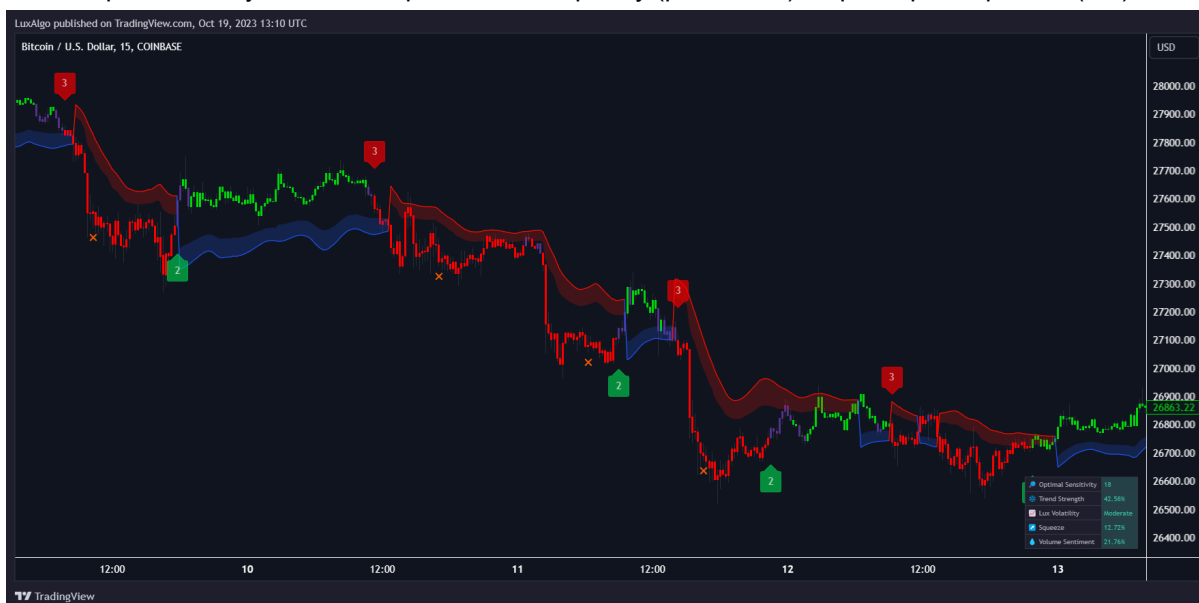 LuxAlgo published on TradingView.com, Oct 19, 2023 13:10 UTC
Bitcoin / U.S. Dollar, 15, COINBASE
USD
28000.00
27900.00
27800.00
27700.00
27600.00
27500.00
27400.00
27300.00
27200.00
27100.00
27000.00
26900.00
26863.22
26800.00
26700.00
26600.00
26500.00
26400.00
3
3
3
3
2
2
2
Optimal Sensitivity 18
Trend Strength 42.58%
Lux Volatility Moderate
Squeeze 12.72%
Volume Sentiment 21.76%
12:00 10 12:00 11 12:00 12 12:00 13
TradingView